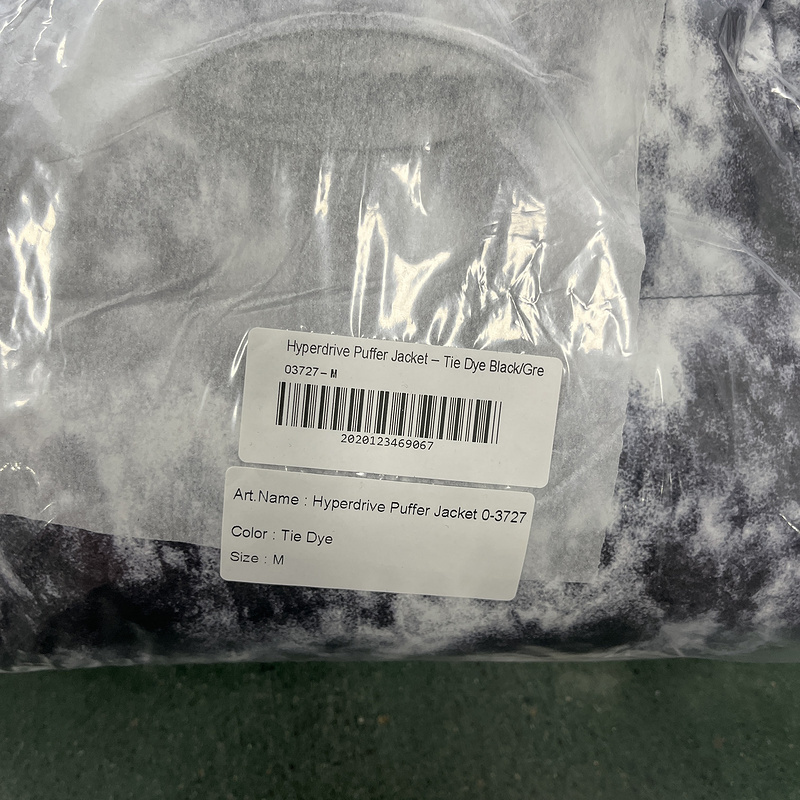 Hyperdrive Puffer Jacket – Tie Dye Black/Gre
03727-M
2020123469067
Art.Name : Hyperdrive Puffer Jacket 0-3727
Color : Tie Dye
Size : M